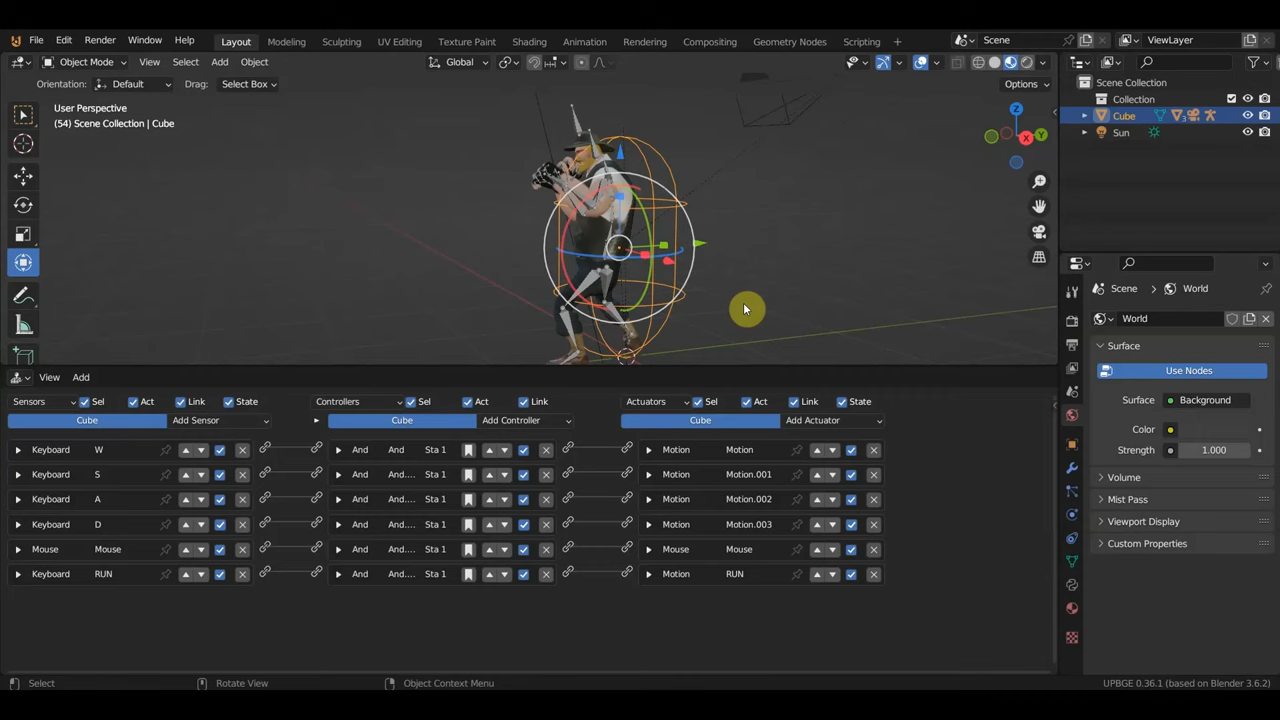 File Edit Render Window Help Layout Modeling Sculpting UV Editing Texture Paint Shading Animation Rendering Compositing Geometry Nodes Scripting + Scene ViewLayer
Object Mode View Select Add Object Global
Orientation: Default Drag: Select Box Options
User Perspective
(54) Scene Collection | Cube
Z
Y
X
Scene Collection
Collection
Cube
3
Sun
Scene > World
World
Surface
Use Nodes
Surface Background
Color
Strength 1.000
Volume
Mist Pass
Viewport Display
Custom Properties
View Add
Sensors Sel Act Link State Controllers Sel Act Link Actuators Sel Act Link State
Cube Add Sensor Cube Add Controller Cube Add Actuator
Keyboard W And And Sta 1 Motion Motion
Keyboard S And And.... Sta 1 Motion Motion.001
Keyboard A And And.... Sta 1 Motion Motion.002
Keyboard D And And.... Sta 1 Motion Motion.003
Mouse Mouse And And.... Sta 1 Mouse Mouse
Keyboard RUN And And.... Sta 1 Motion RUN
Select Rotate View Object Context Menu UPBGE 0.36.1 (based on Blender 3.6.2)